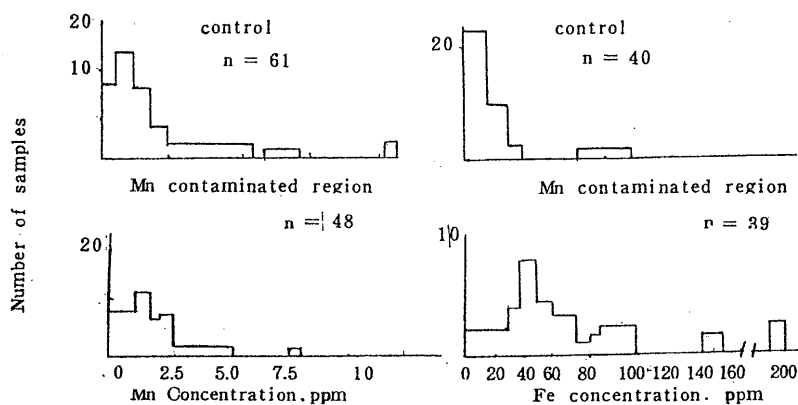 Number of samples
20
10
control
n = 61
20
control
n = 40
Mn contaminated region
n = 48
20
0 2.5 5.0 7.5 10
Mn Concentration. ppm
Mn contaminated region
n = 39
10
0 20 40 60 80 100 120 140 160 200
Fe concentration. ppm